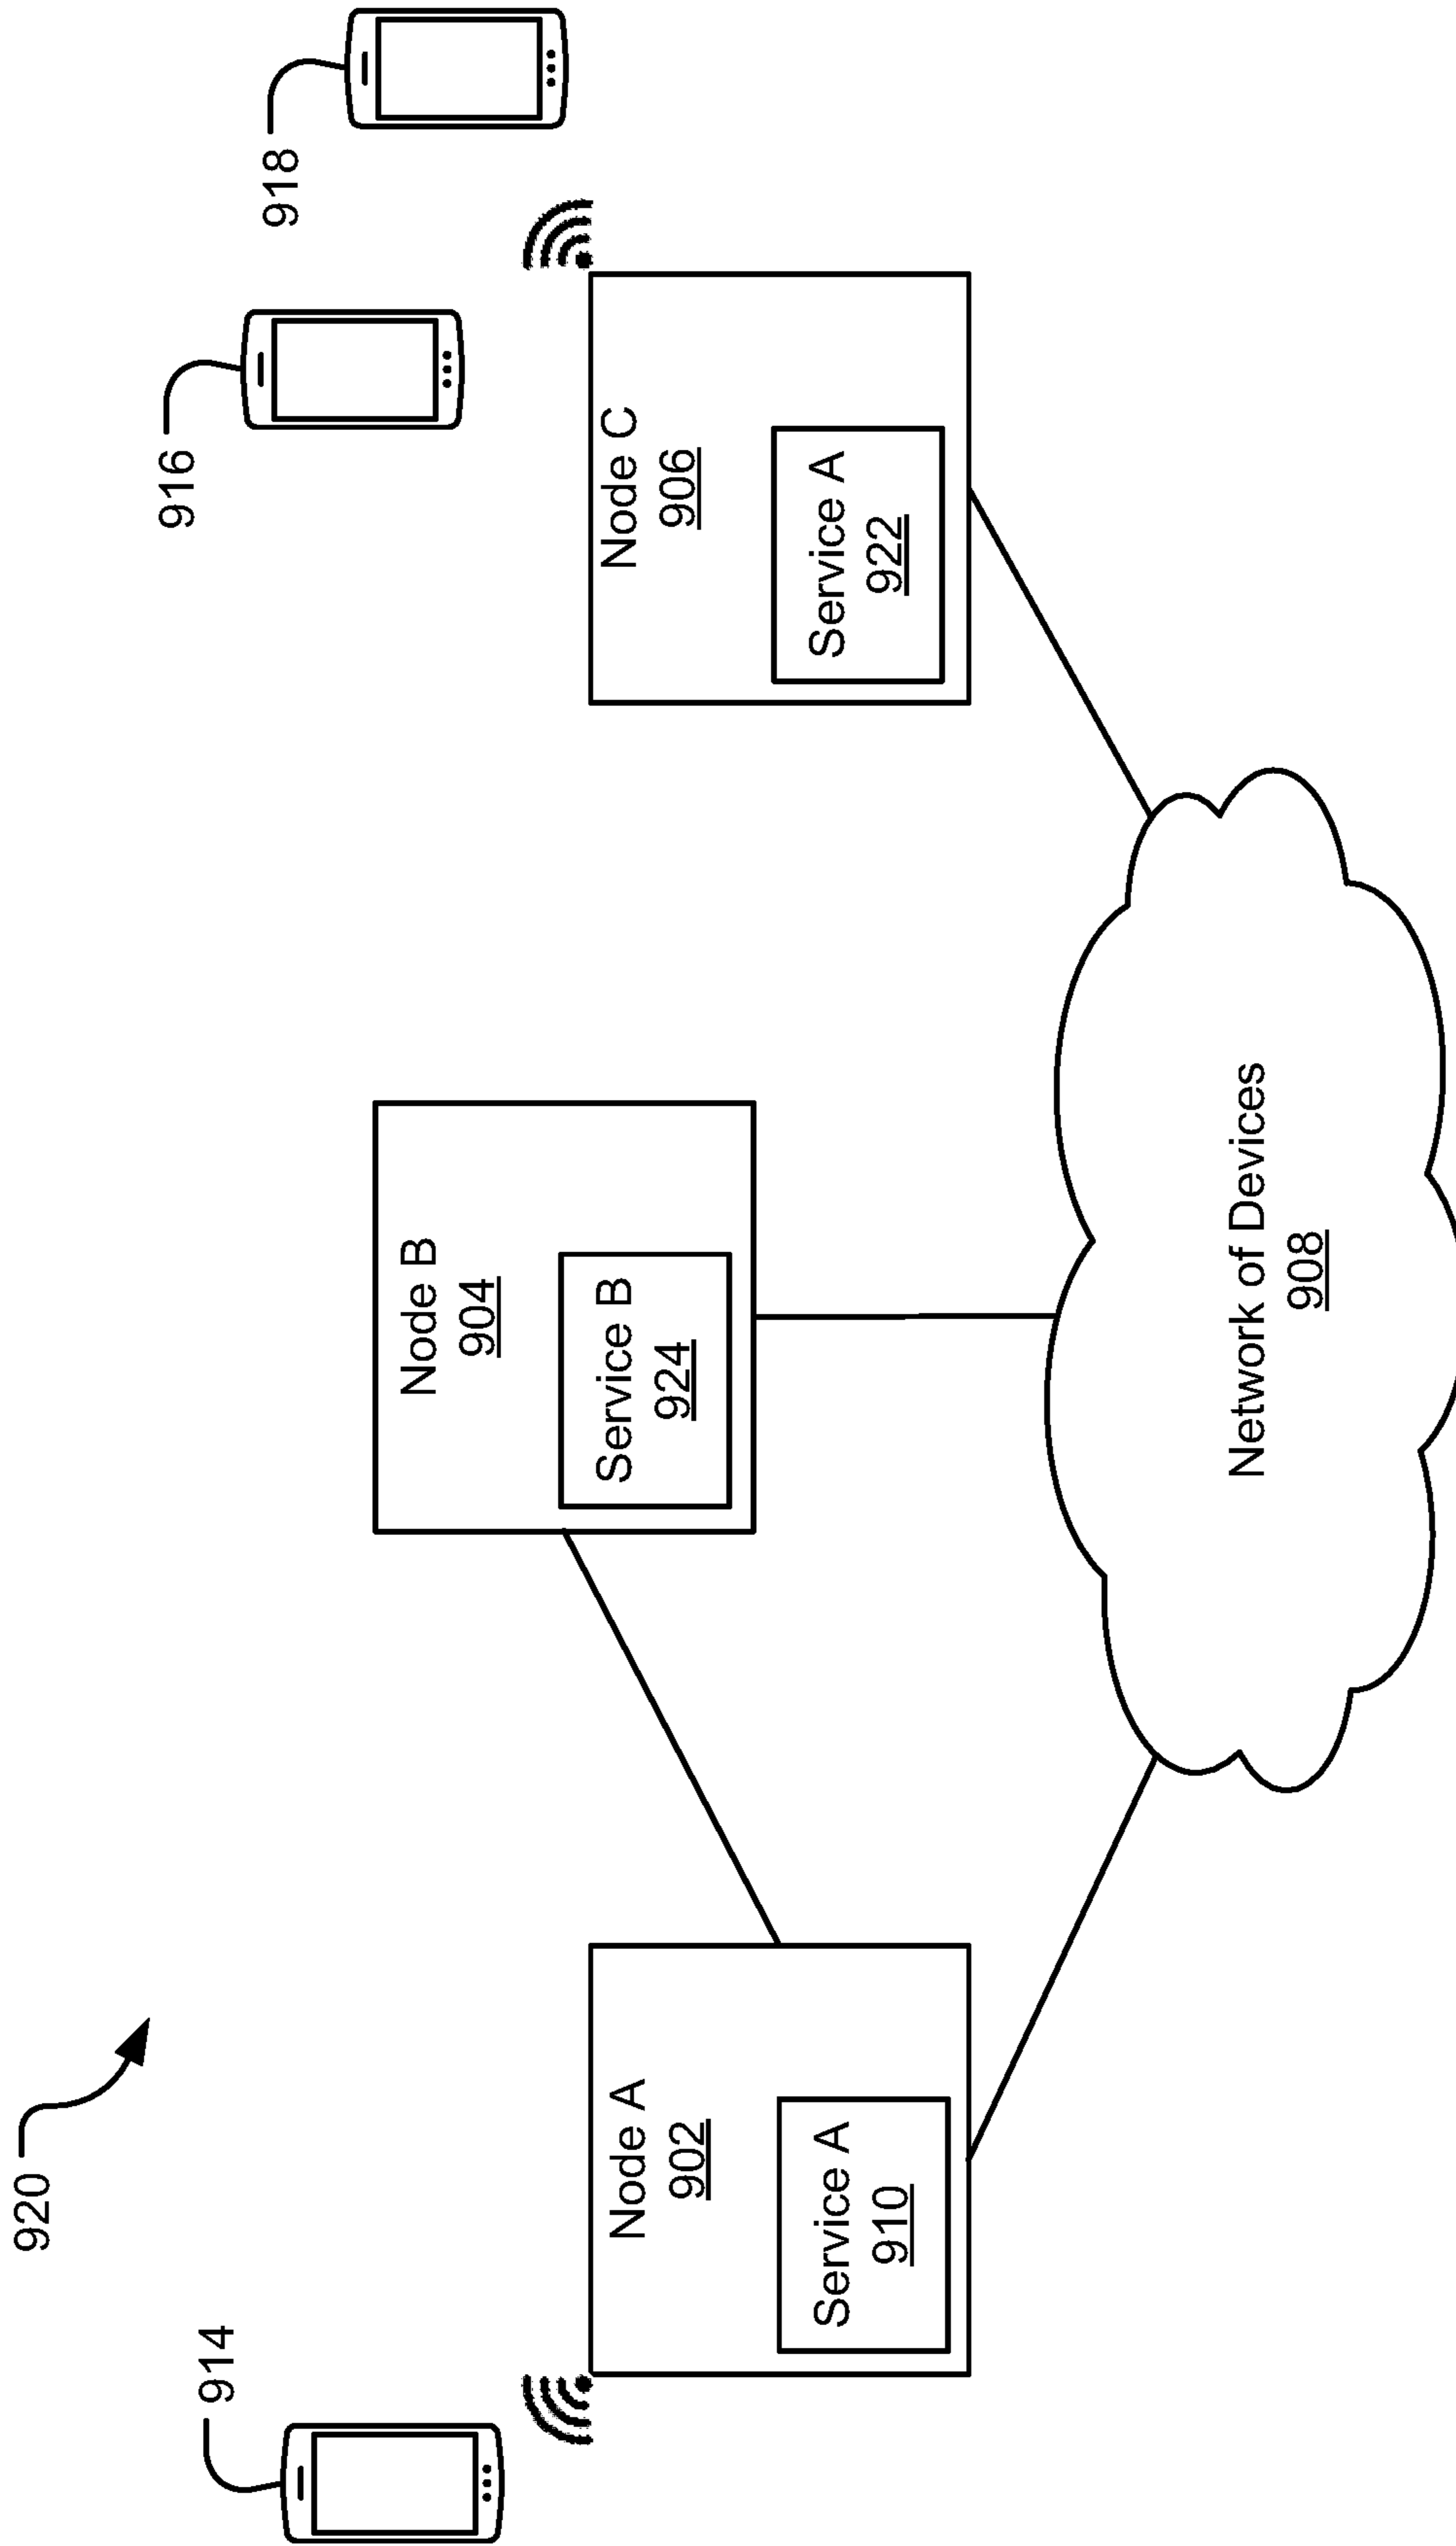 920
914
916
918
Node B
904
Service B
924
Node A
902
Service A
910
Node C
906
Service A
922
Network of Devices
908